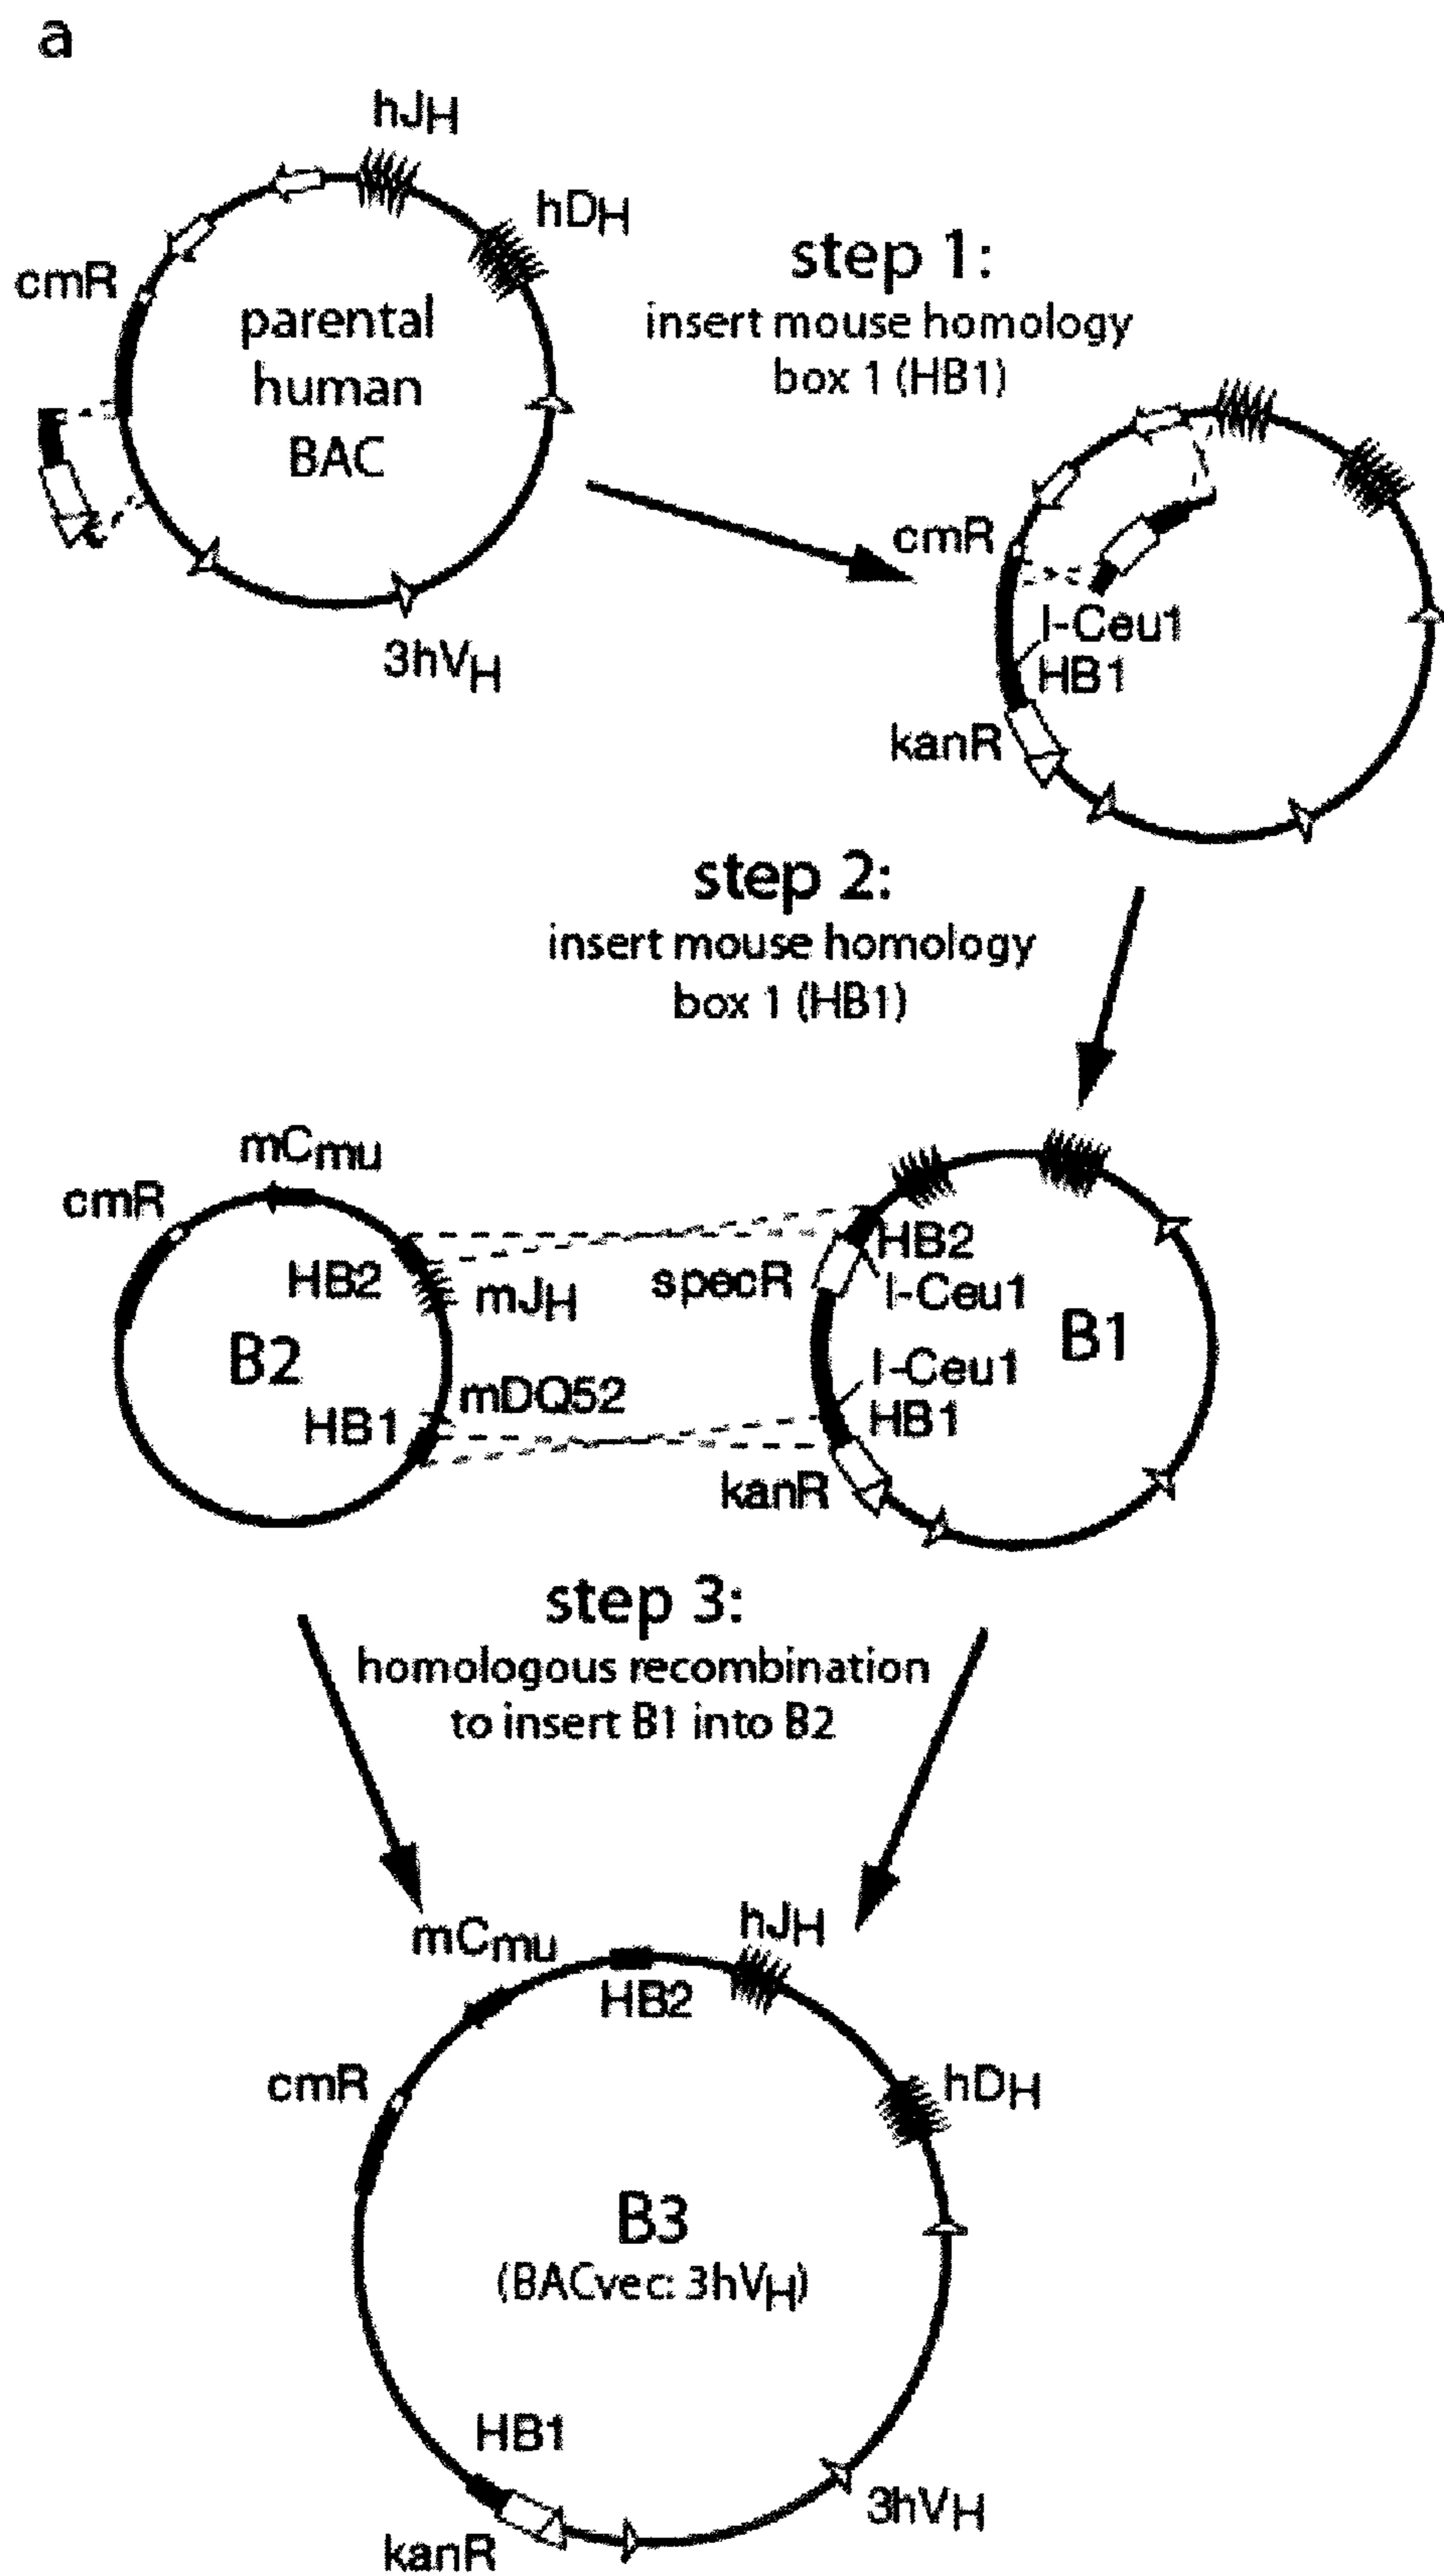 a
hJH
hDH
cmR
parental
human
BAC
3hVH
step 1:
insert mouse homology
box 1 (HB1)
cmR
I-Ceu1
HB1
kanR
step 2:
insert mouse homology
box 1 (HB1)
mCmu
cmR
HB2
mJH
B2
mDQ52
HB1
HB2
specR
I-Ceu1
B1
I-Ceu1
HB1
kanR
step 3:
homologous recombination
to insert B1 into B2
mCmu
hJH
HB2
cmR
hDH
B3
(BACvec: 3hVH)
HB1
3hVH
kanR